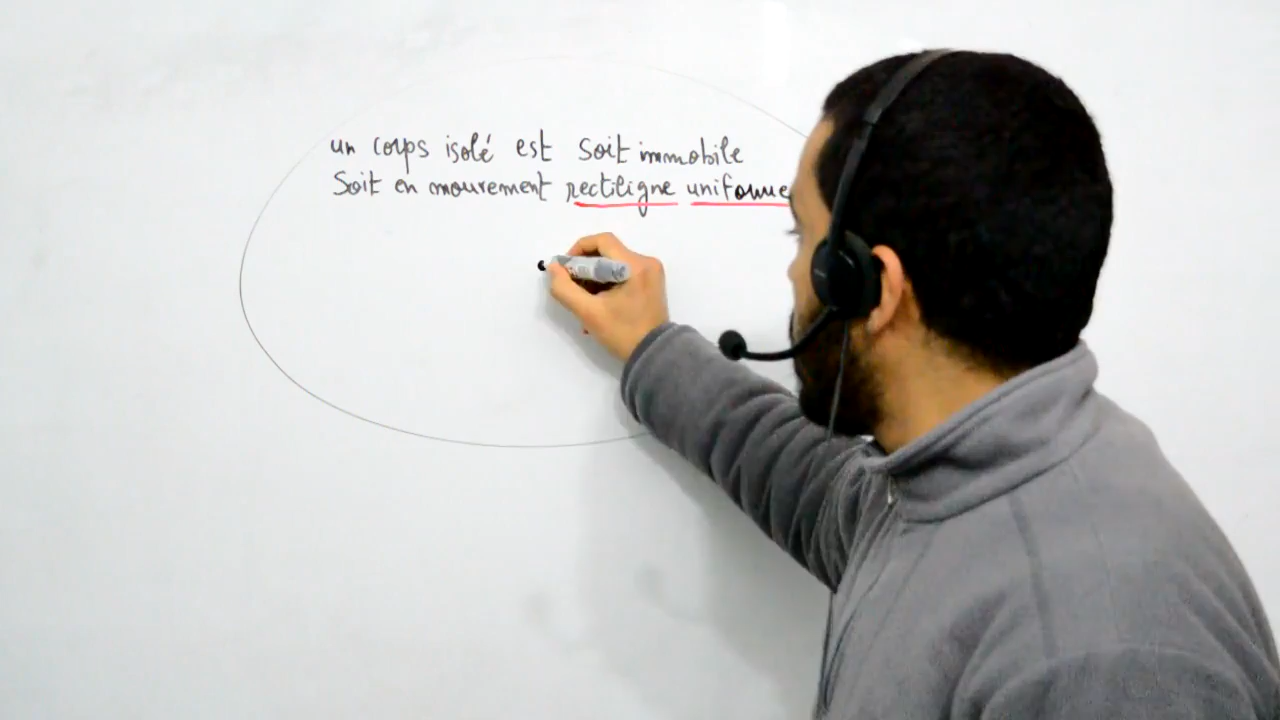 un corps isolé est soit immobile
Soit en mouvement rectiligne uniforme